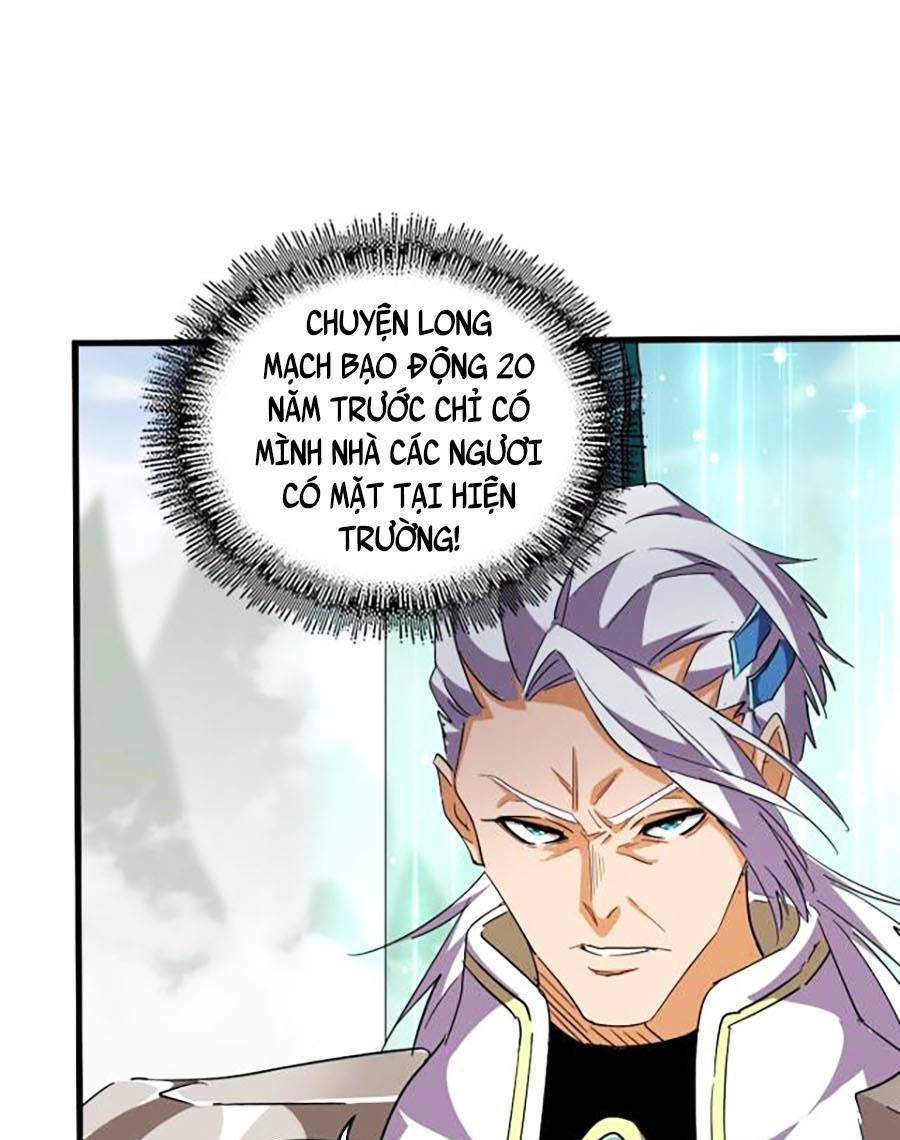 CHUYỆN LONG
MẠCH BẠO ĐỘNG 20
NĂM TRƯỚC CHỈ CÓ
MÌNH NHÀ CÁC NGƯƠI
CÓ MẶT TẠI HIỆN
TRƯỜNG!